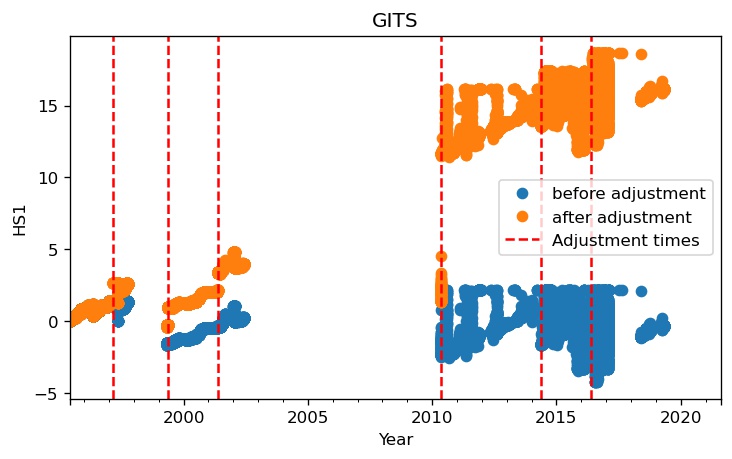 GITS
HS1
15
10
5
0
−5
before adjustment
after adjustment
Adjustment times
2000
2005
2010
2015
2020
Year